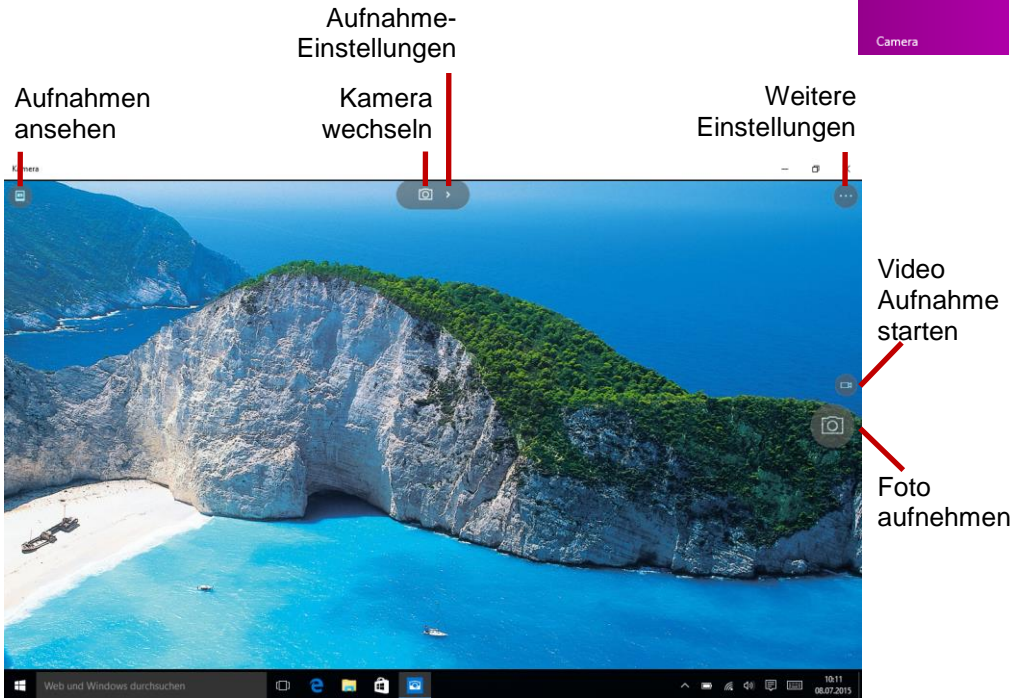 Aufnahme-
Einstellungen
Camera
Aufnahmen
ansehen
Kamera
wechseln
Weitere
Einstellungen
Kamera
Video
Aufnahme
starten
Foto
aufnehmen
Web und Windows durchsuchen
10:11
08.07.2015